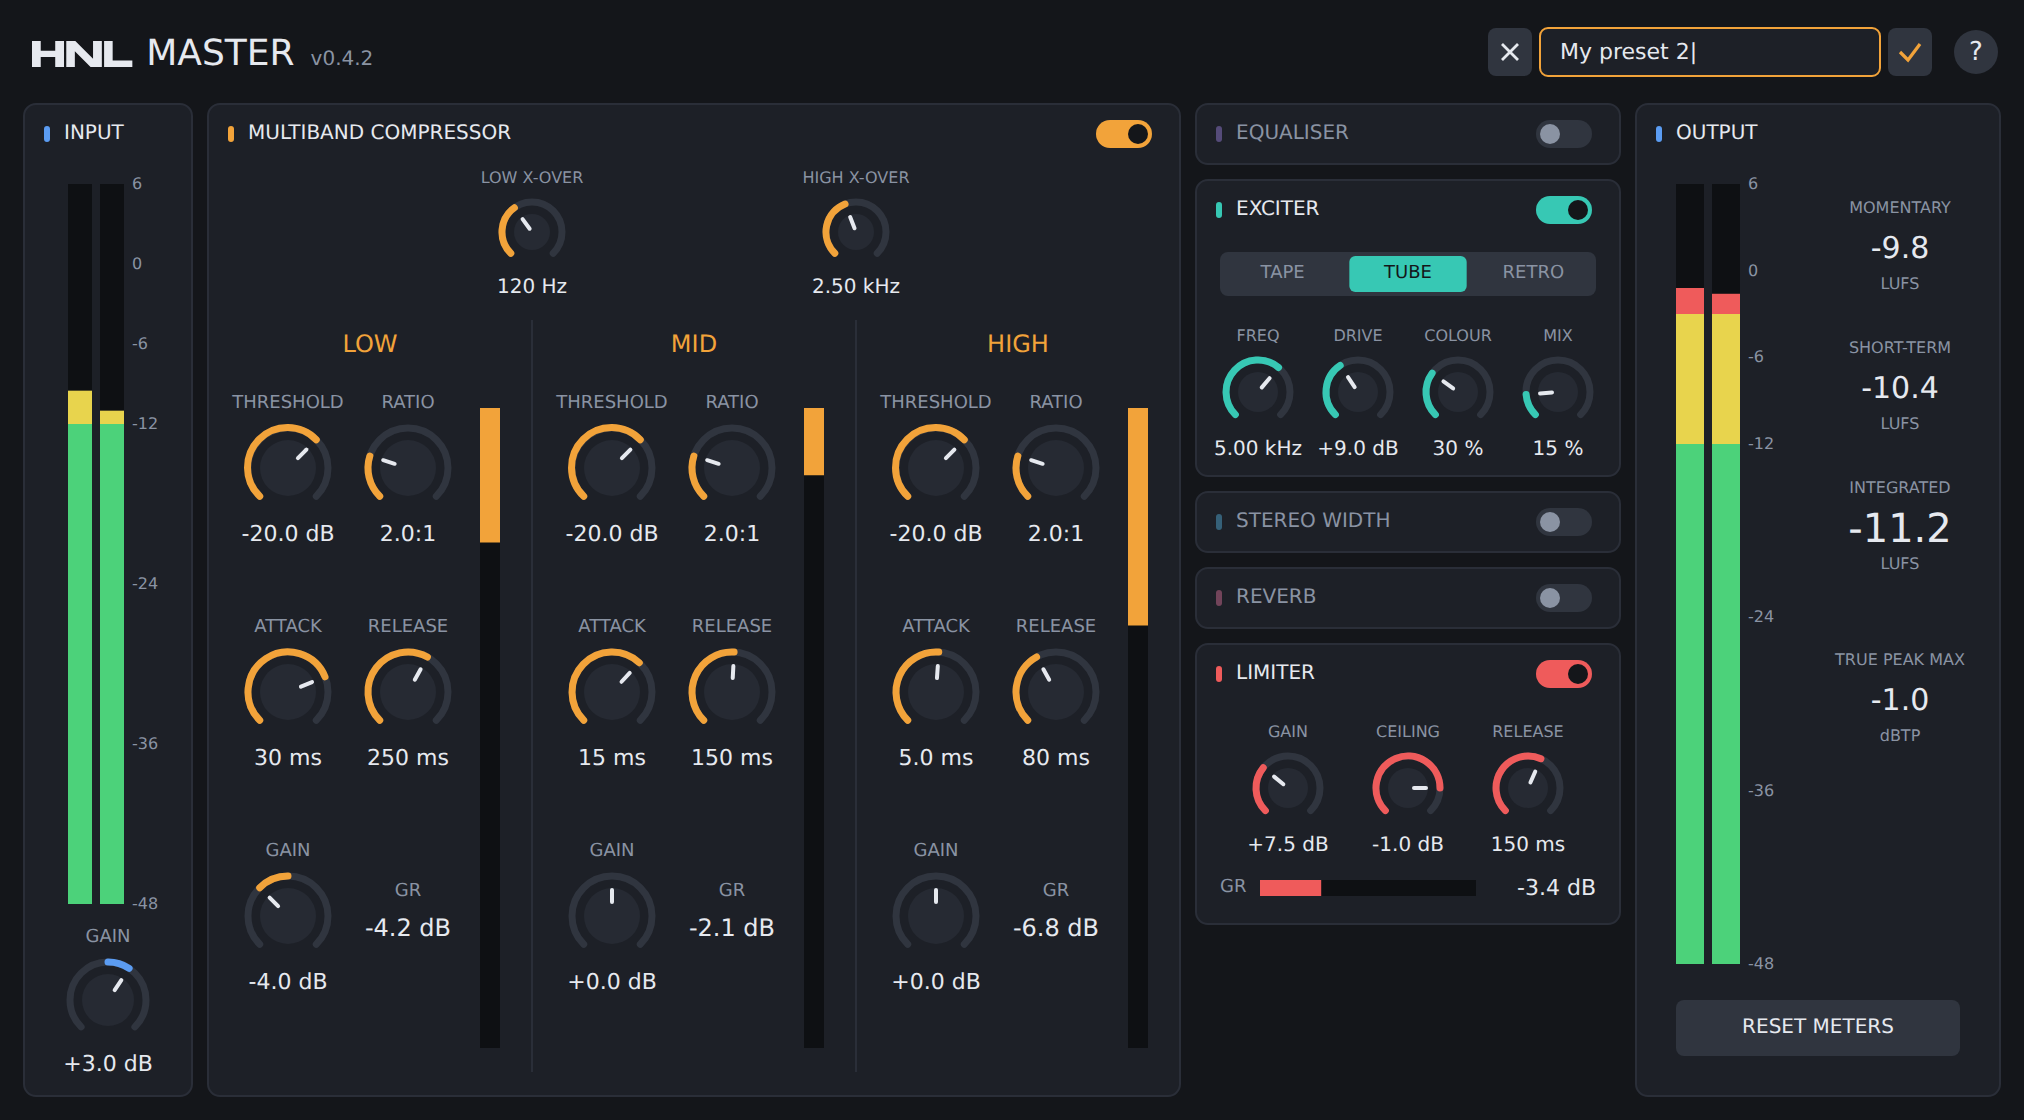 HNL MASTER v0.4.2
My preset 2|
?
INPUT
6
0
-6
-12
-24
-36
-48
GAIN
+3.0 dB
MULTIBAND COMPRESSOR
LOW X-OVER
120 Hz
HIGH X-OVER
2.50 kHz
LOW
THRESHOLD RATIO
-20.0 dB 2.0:1
ATTACK RELEASE
30 ms 250 ms
GAIN
-4.0 dB
GR
-4.2 dB
MID
THRESHOLD RATIO
-20.0 dB 2.0:1
ATTACK RELEASE
15 ms 150 ms
GAIN
+0.0 dB
GR
-2.1 dB
HIGH
THRESHOLD RATIO
-20.0 dB 2.0:1
ATTACK RELEASE
5.0 ms 80 ms
GAIN
+0.0 dB
GR
-6.8 dB
EQUALISER
EXCITER
TAPE TUBE RETRO
FREQ DRIVE COLOUR MIX
5.00 kHz +9.0 dB 30 % 15 %
STEREO WIDTH
REVERB
LIMITER
GAIN CEILING RELEASE
+7.5 dB -1.0 dB 150 ms
GR -3.4 dB
OUTPUT
6
0
-6
-12
-24
-36
-48
MOMENTARY
-9.8
LUFS
SHORT-TERM
-10.4
LUFS
INTEGRATED
-11.2
LUFS
TRUE PEAK MAX
-1.0
dBTP
RESET METERS